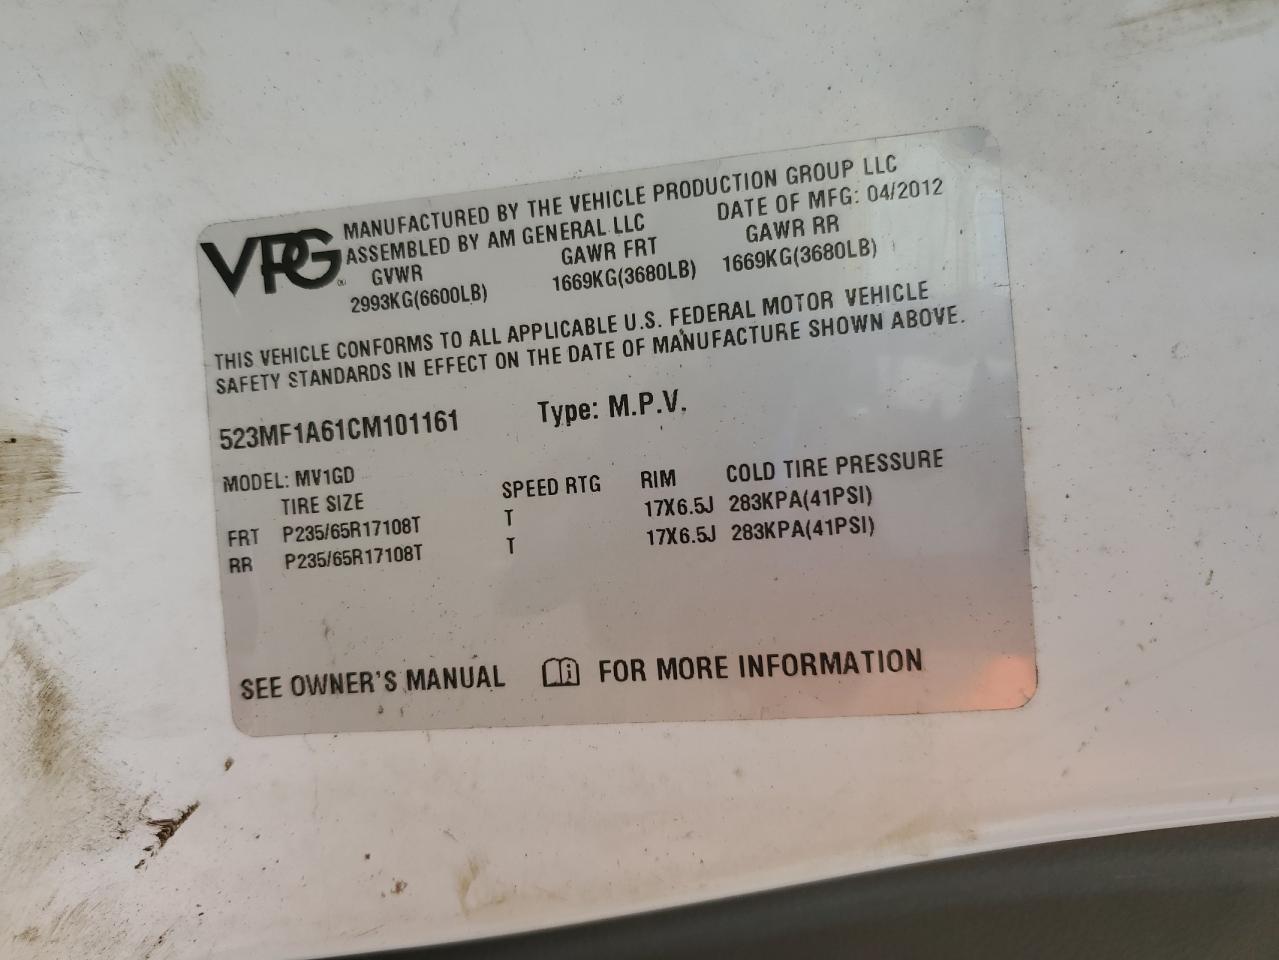 VPG®
MANUFACTURED BY THE VEHICLE PRODUCTION GROUP LLC
ASSEMBLED BY AM GENERAL LLC DATE OF MFG: 04/2012
GVWR GAWR FRT GAWR RR
2993KG(6600LB) 1669KG(3680LB) 1669KG(3680LB)
THIS VEHICLE CONFORMS TO ALL APPLICABLE U.S. FEDERAL MOTOR VEHICLE
SAFETY STANDARDS IN EFFECT ON THE DATE OF MANUFACTURE SHOWN ABOVE.
523MF1A61CM101161 Type: M.P.V.
MODEL: MV1GD
TIRE SIZE SPEED RTG RIM COLD TIRE PRESSURE
FRT P235/65R17108T T 17X6.5J 283KPA(41PSI)
RR P235/65R17108T T 17X6.5J 283KPA(41PSI)
SEE OWNER'S MANUAL FOR MORE INFORMATION